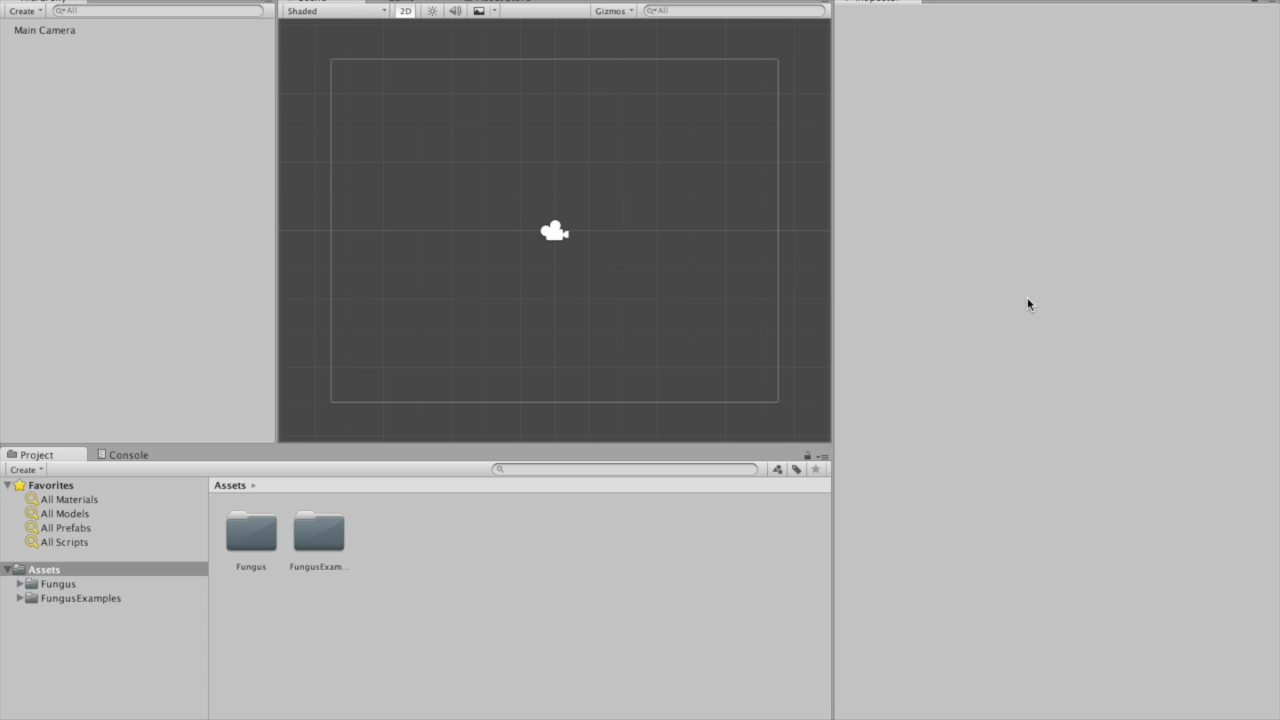 Create
All
Shaded
2D
Gizmos
All
Main Camera
Project
Console
Create
Favorites
All Materials
All Models
All Prefabs
All Scripts
Assets
Fungus
FungusExamples
Assets
Fungus
FungusExam...